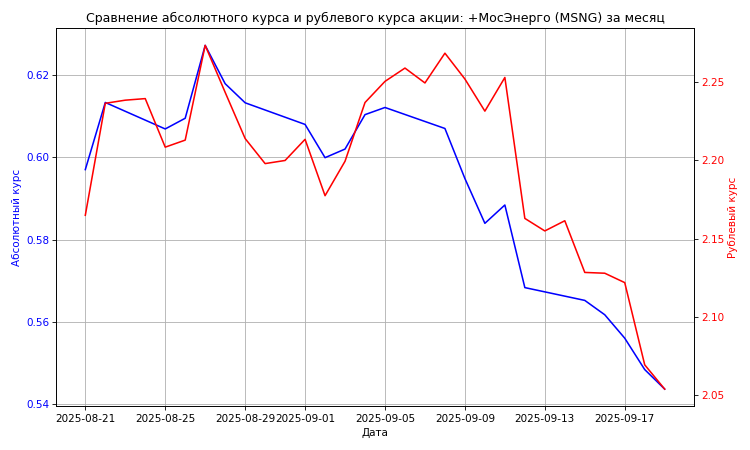 Сравнение абсолютного курса и рублевого курса акции: +МосЭнерго (MSNG) за месяц
Абсолютный курс
0.62
0.60
0.58
0.56
0.54
2.25
2.20
2.15
2.10
2.05
Рублевый курс
2025-08-21 2025-08-25 2025-08-29 2025-09-01 2025-09-05 2025-09-09 2025-09-13 2025-09-17
Дата